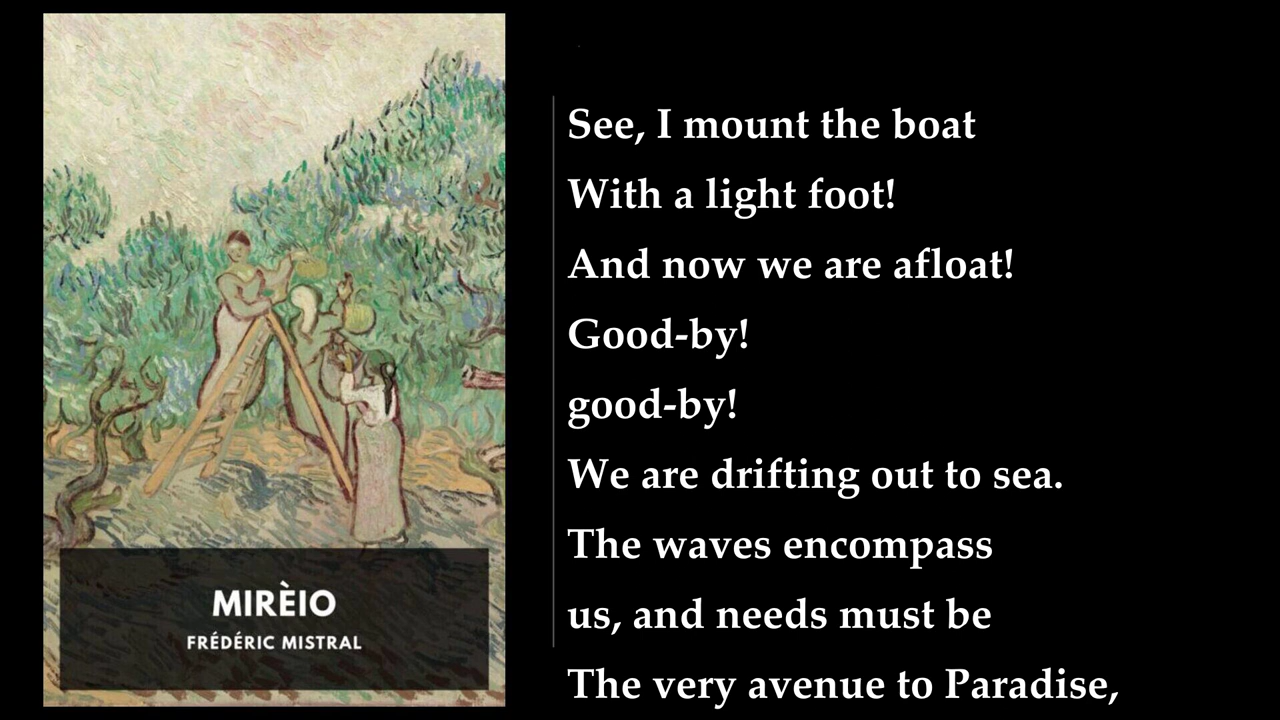 MIRÈIO
FRÉDÉRIC MISTRAL
See, I mount the boat
With a light foot!
And now we are afloat!
Good-by!
good-by!
We are drifting out to sea.
The waves encompass
us, and needs must be
The very avenue to Paradise,